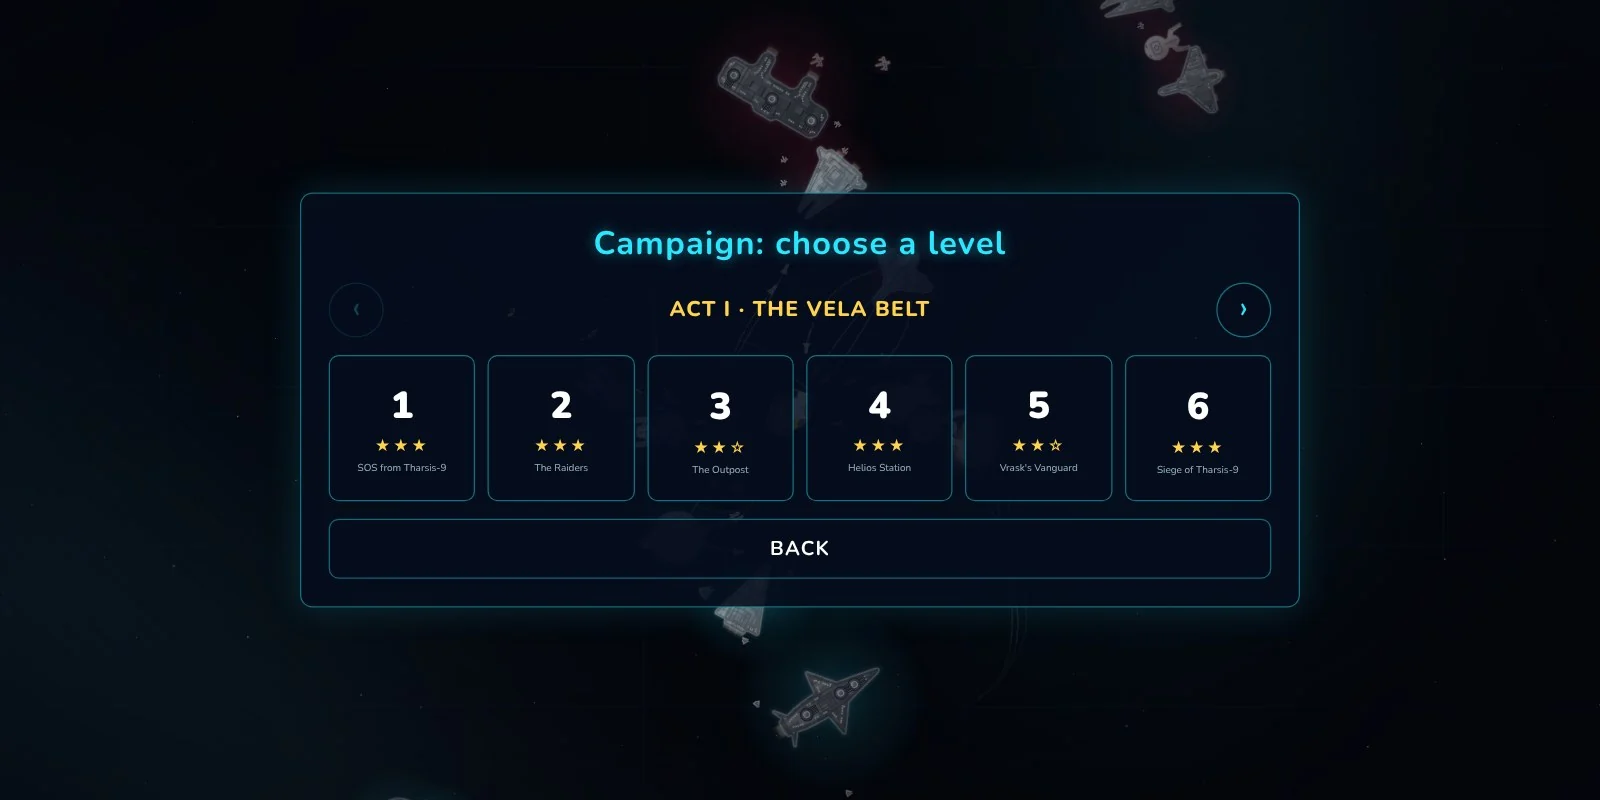 Campaign: choose a level
‹
ACT I · THE VELA BELT
›
1
★★★
SOS from Tharsis-9
2
★★★
The Raiders
3
★★☆
The Outpost
4
★★★
Helios Station
5
★★☆
Vrask's Vanguard
6
★★★
Siege of Tharsis-9
BACK